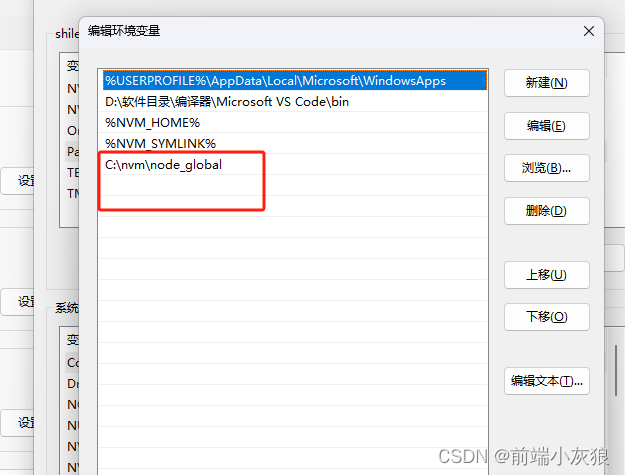 编辑环境变量
shile
变
NV
NV
On
Pa
TE
TM
%USERPROFILE%\AppData\Local\Microsoft\WindowsApps
D:\软件目录\编译器\Microsoft VS Code\bin
%NVM_HOME%
%NVM_SYMLINK%
C:\nvm\node_global
新建(N)
编辑(E)
浏览(B)...
删除(D)
上移(U)
下移(O)
编辑文本(T)...
设置
设置
设置
系统
变
Co
Dr
NU
NV
NV
CSDN @前端小灰狼